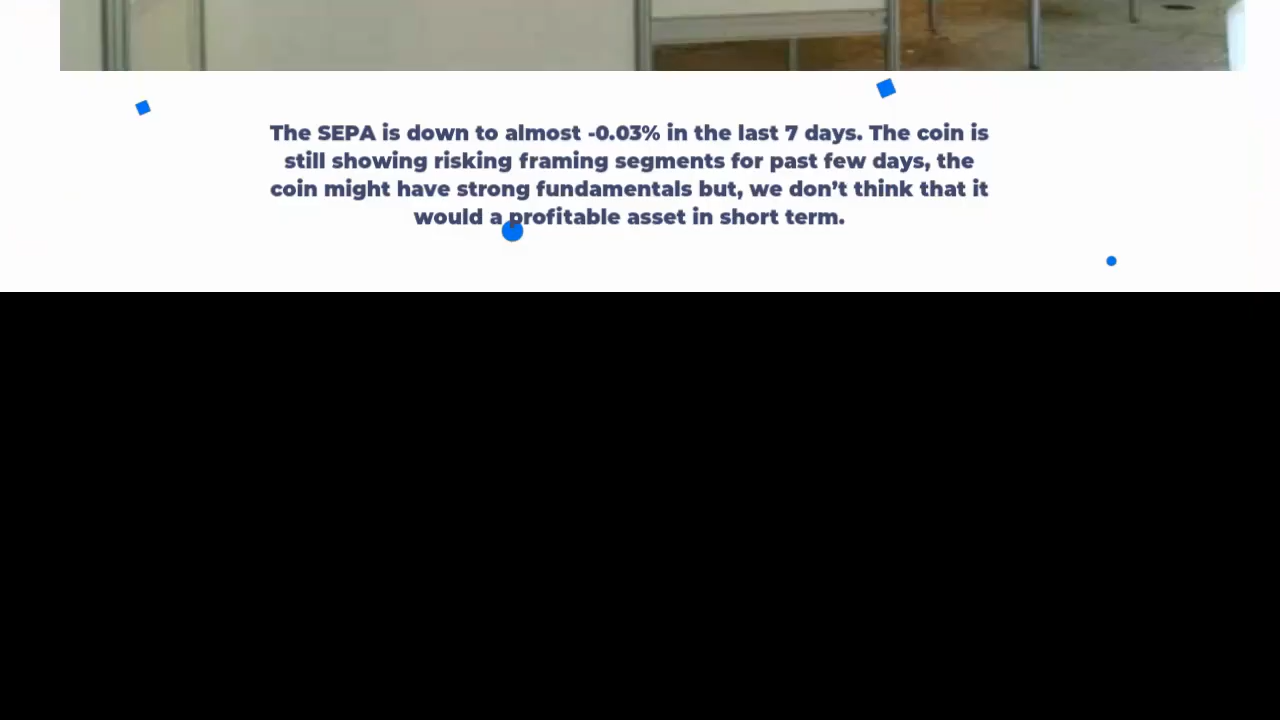 The SEPA is down to almost -0.03% in the last 7 days. The coin is
still showing risking framing segments for past few days, the
coin might have strong fundamentals but, we don’t think that it
would a profitable asset in short term.